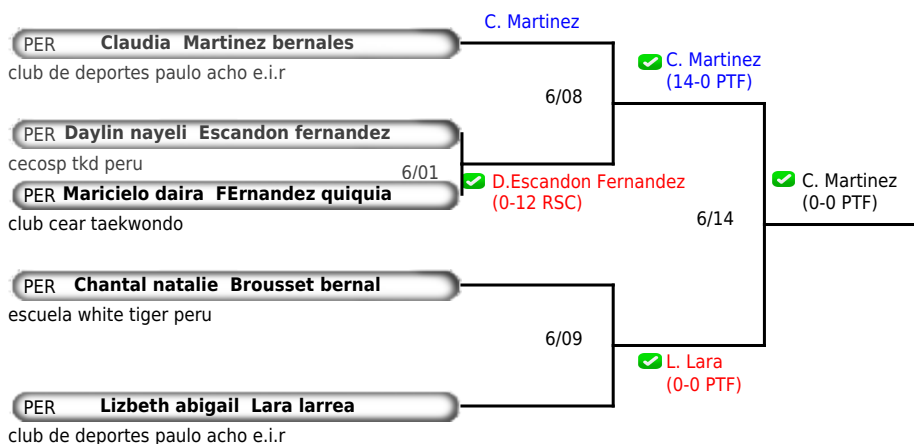 C. Martinez
PER Claudia Martinez bernales
club de deportes paulo acho e.i.r
C. Martinez
(14-0 PTF)
6/08
PER Daylin nayeli Escandon fernandez
cecosp tkd peru
6/01
D.Escandon Fernandez
(0-12 RSC)
C. Martinez
(0-0 PTF)
PER Maricielo daira FErnandez quiquia
club cear taekwondo
6/14
PER Chantal natalie Brousset bernal
escuela white tiger peru
6/09
L. Lara
(0-0 PTF)
PER Lizbeth abigail Lara larrea
club de deportes paulo acho e.i.r